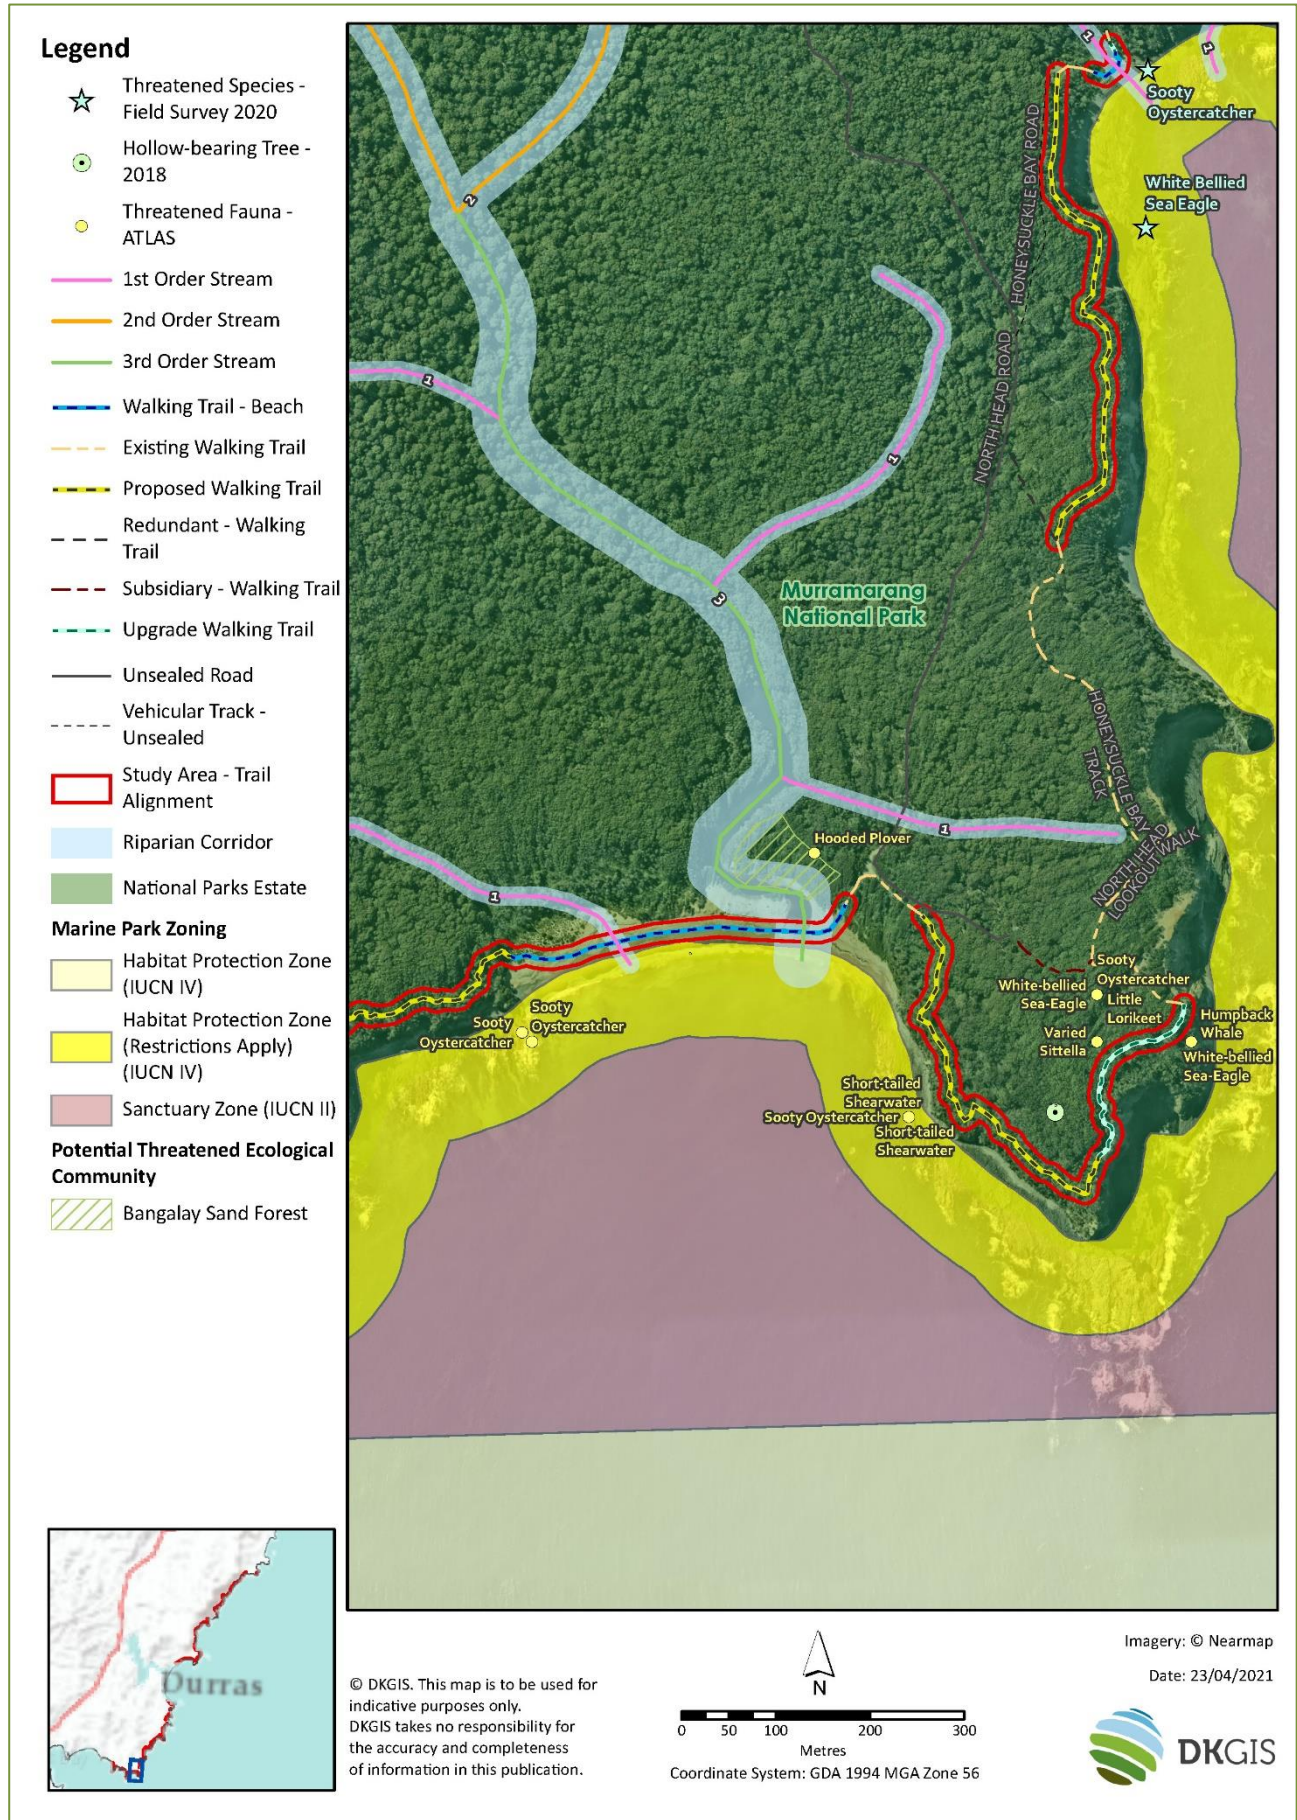 Legend
Threatened Species -
Field Survey 2020
Hollow-bearing Tree -
2018
Threatened Fauna -
ATLAS
1st Order Stream
2nd Order Stream
3rd Order Stream
Walking Trail - Beach
Existing Walking Trail
Proposed Walking Trail
Redundant - Walking
Trail
Subsidiary - Walking Trail
Upgrade Walking Trail
Unsealed Road
Vehicular Track -
Unsealed
Study Area - Trail
Alignment
Riparian Corridor
National Parks Estate
Marine Park Zoning
Habitat Protection Zone
(IUCN IV)
Habitat Protection Zone
(Restrictions Apply)
(IUCN IV)
Sanctuary Zone (IUCN II)
Potential Threatened Ecological
Community
Bangalay Sand Forest
1
1
Sooty
Oystercatcher
White Bellied
Sea Eagle
2
HONEYSUCKLE BAY ROAD
NORTH HEAD ROAD
1
1
3
Murramarang
National Park
HONEYSUCKLE BAY
TRACK
1
Hooded Plover
NORTH HEAD
LOOKOUT WALK
1
Sooty
Oystercatcher
White-bellied
Sea-Eagle
Little
Lorikeet
Sooty
Oystercatcher
Sooty
Oystercatcher
Varied
Sittella
Humpback
Whale
White-bellied
Sea-Eagle
Short-tailed
Shearwater
Sooty Oystercatcher
Short-tailed
Shearwater
Durras
© DKGIS. This map is to be used for
indicative purposes only.
DKGIS takes no responsibility for
the accuracy and completeness
of information in this publication.
N
0 50 100 200 300
Metres
Coordinate System: GDA 1994 MGA Zone 56
Imagery: © Nearmap
Date: 23/04/2021
DKGIS